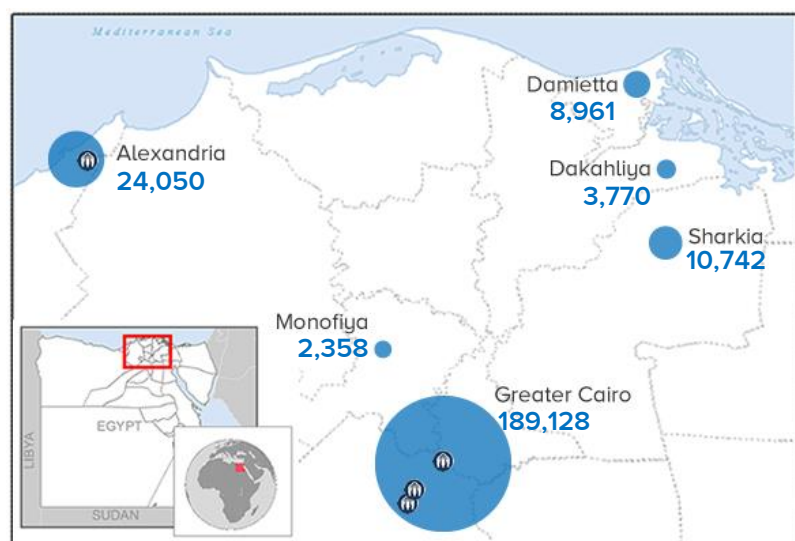 Mediterranean Sea
Damietta
8,961
Alexandria
24,050
Dakahliya
3,770
Sharkia
10,742
Monofiya
2,358
Greater Cairo
189,128
EGYPT
LIBYA
SUDAN